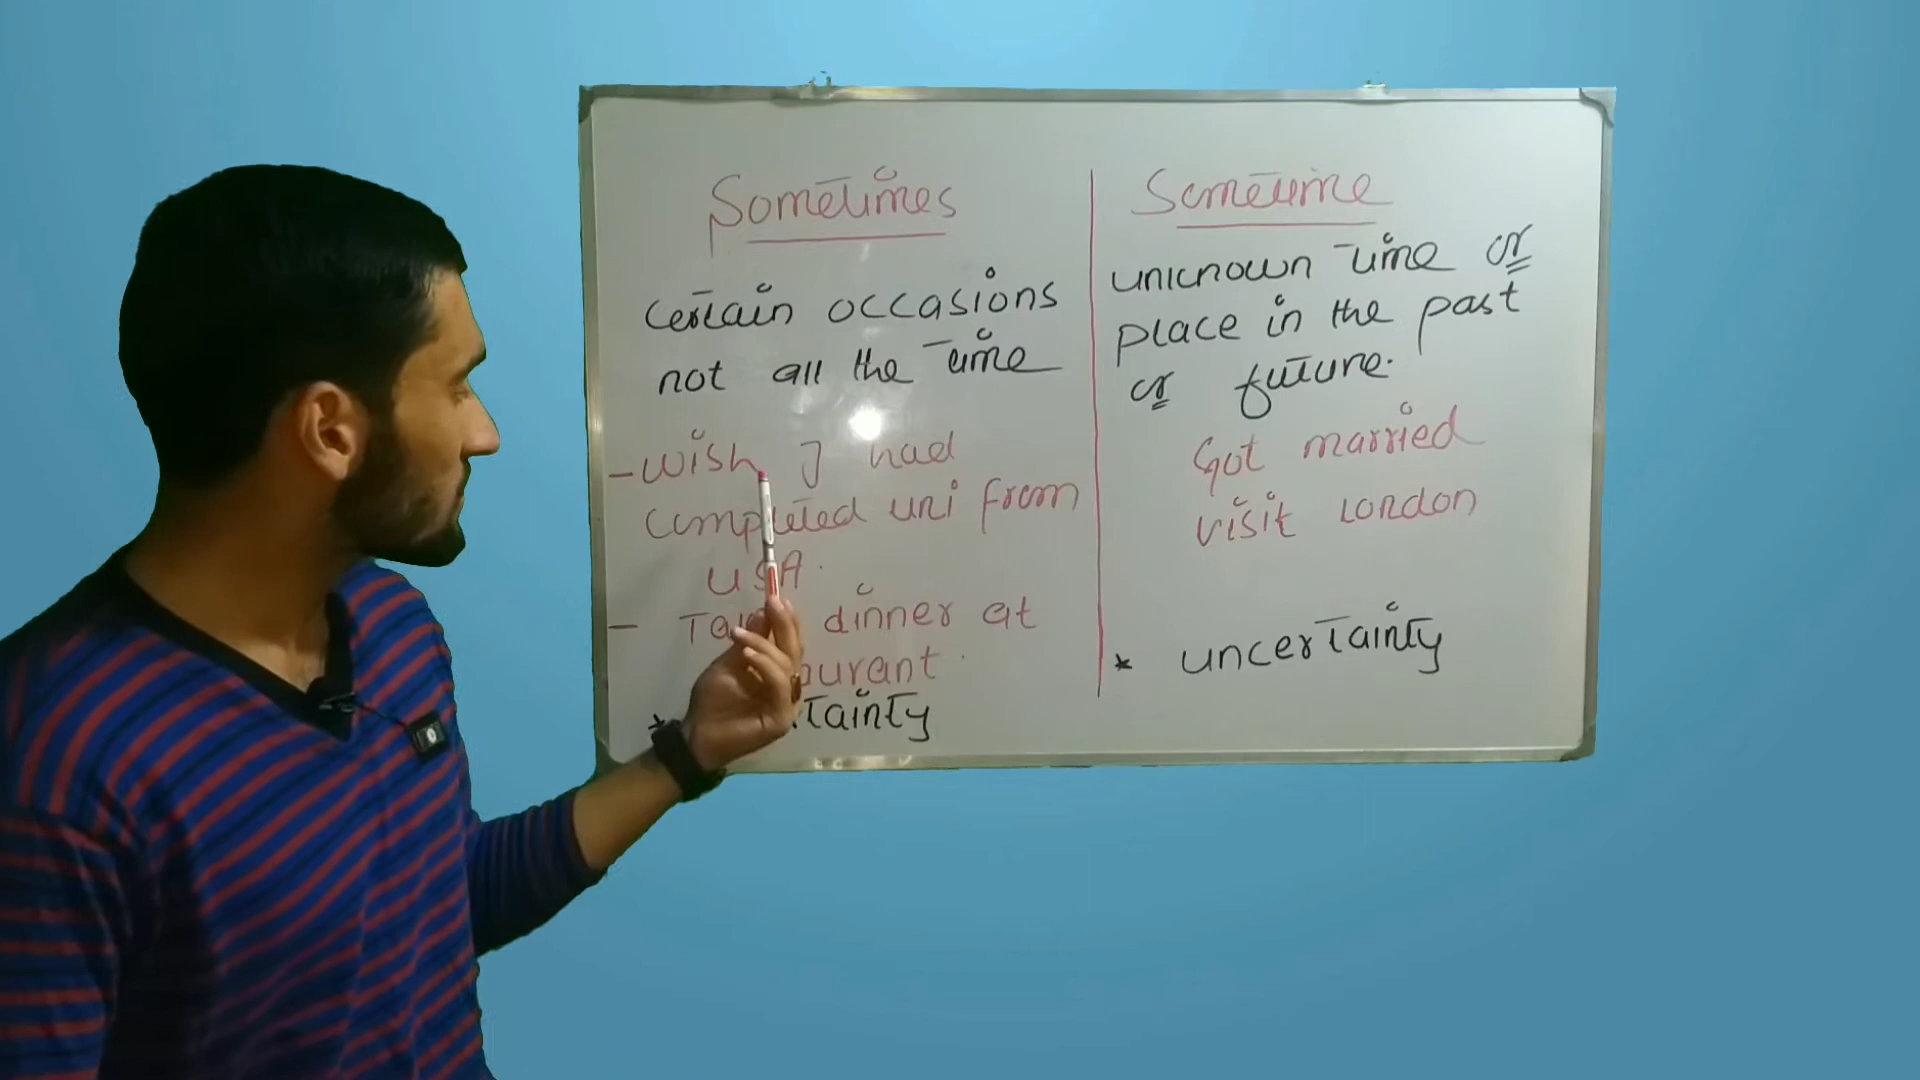 Sometimes
certain occasions
not all the time
- wish I had
completed uni from
USA.
- dinner at
*
Sometime
unknown time or
place in the past
or future.
Got married
visit London
* uncertainty